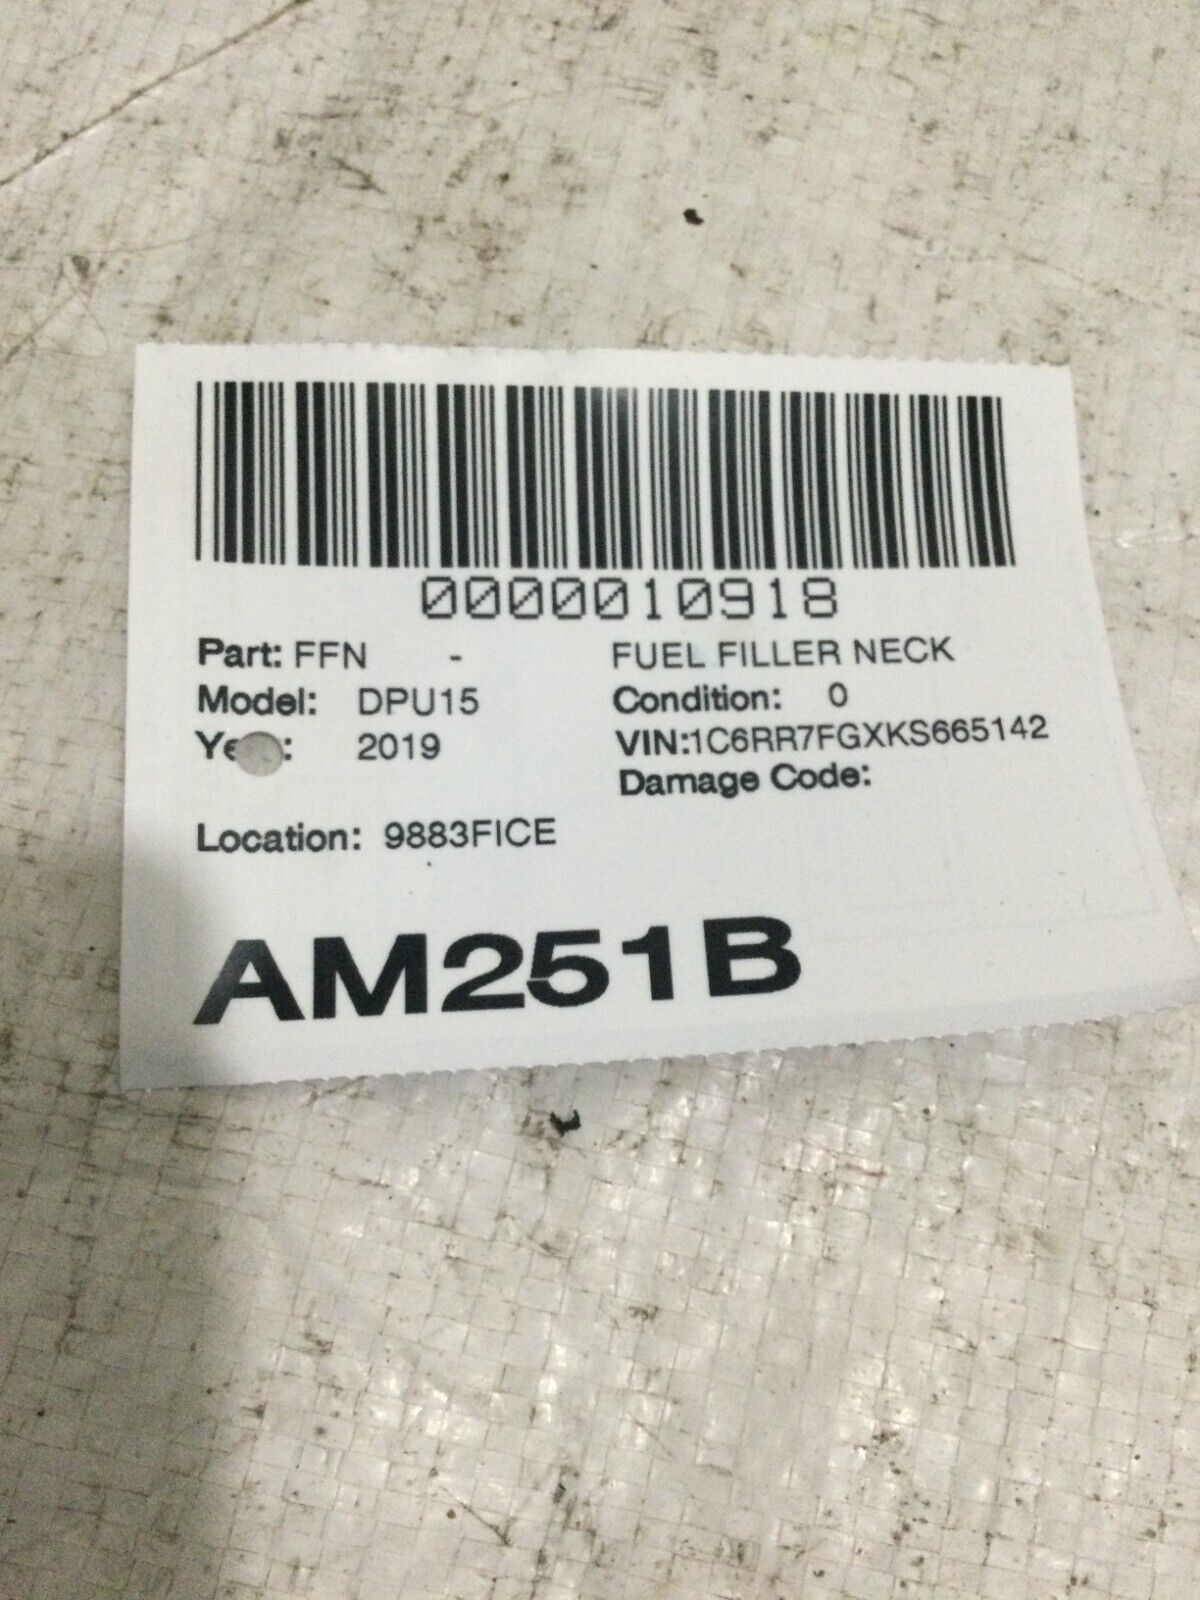 0000010918
Part: FFN - FUEL FILLER NECK
Model: DPU15 Condition: 0
2019 VIN:1C6RR7FGXKS665142
Damage Code:
Location: 9883FICE
AM251B